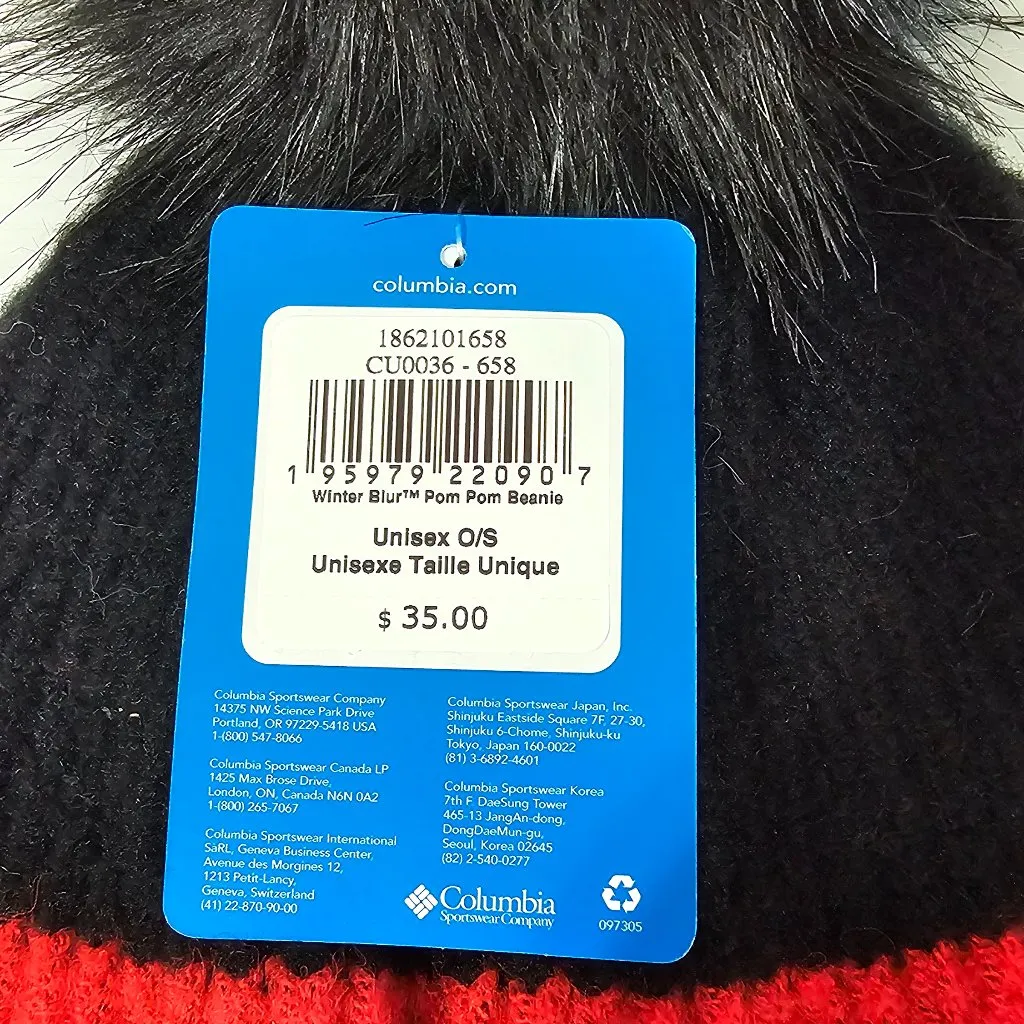 columbia.com
1862101658
CU0036 - 658
1 95979 22090 7
Winter Blur™ Pom Pom Beanie
Unisex O/S
Unisexe Taille Unique
$ 35.00
Columbia Sportswear Company
14375 NW Science Park Drive
Portland, OR 97229-5418 USA
1-(800) 547-8066
Columbia Sportswear Canada LP
1425 Max Brose Drive,
London, ON, Canada N6N 0A2
1-(800) 265-7067
Columbia Sportswear International
SàRL, Geneva Business Center,
Avenue des Morgines 12,
1213 Petit-Lancy,
Geneva, Switzerland
(41) 22-870-90-00
Columbia Sportswear Japan, Inc.
Shinjuku Eastside Square 7F, 27-30,
Shinjuku 6-Chome, Shinjuku-ku
Tokyo, Japan 160-0022
(81) 3-6892-4601
Columbia Sportswear Korea
7th F. DaeSung Tower
465-13 JangAn-dong,
DongDaeMun-gu,
Seoul, Korea 02645
(82) 2-540-0277
Columbia
Sportswear Company
097305